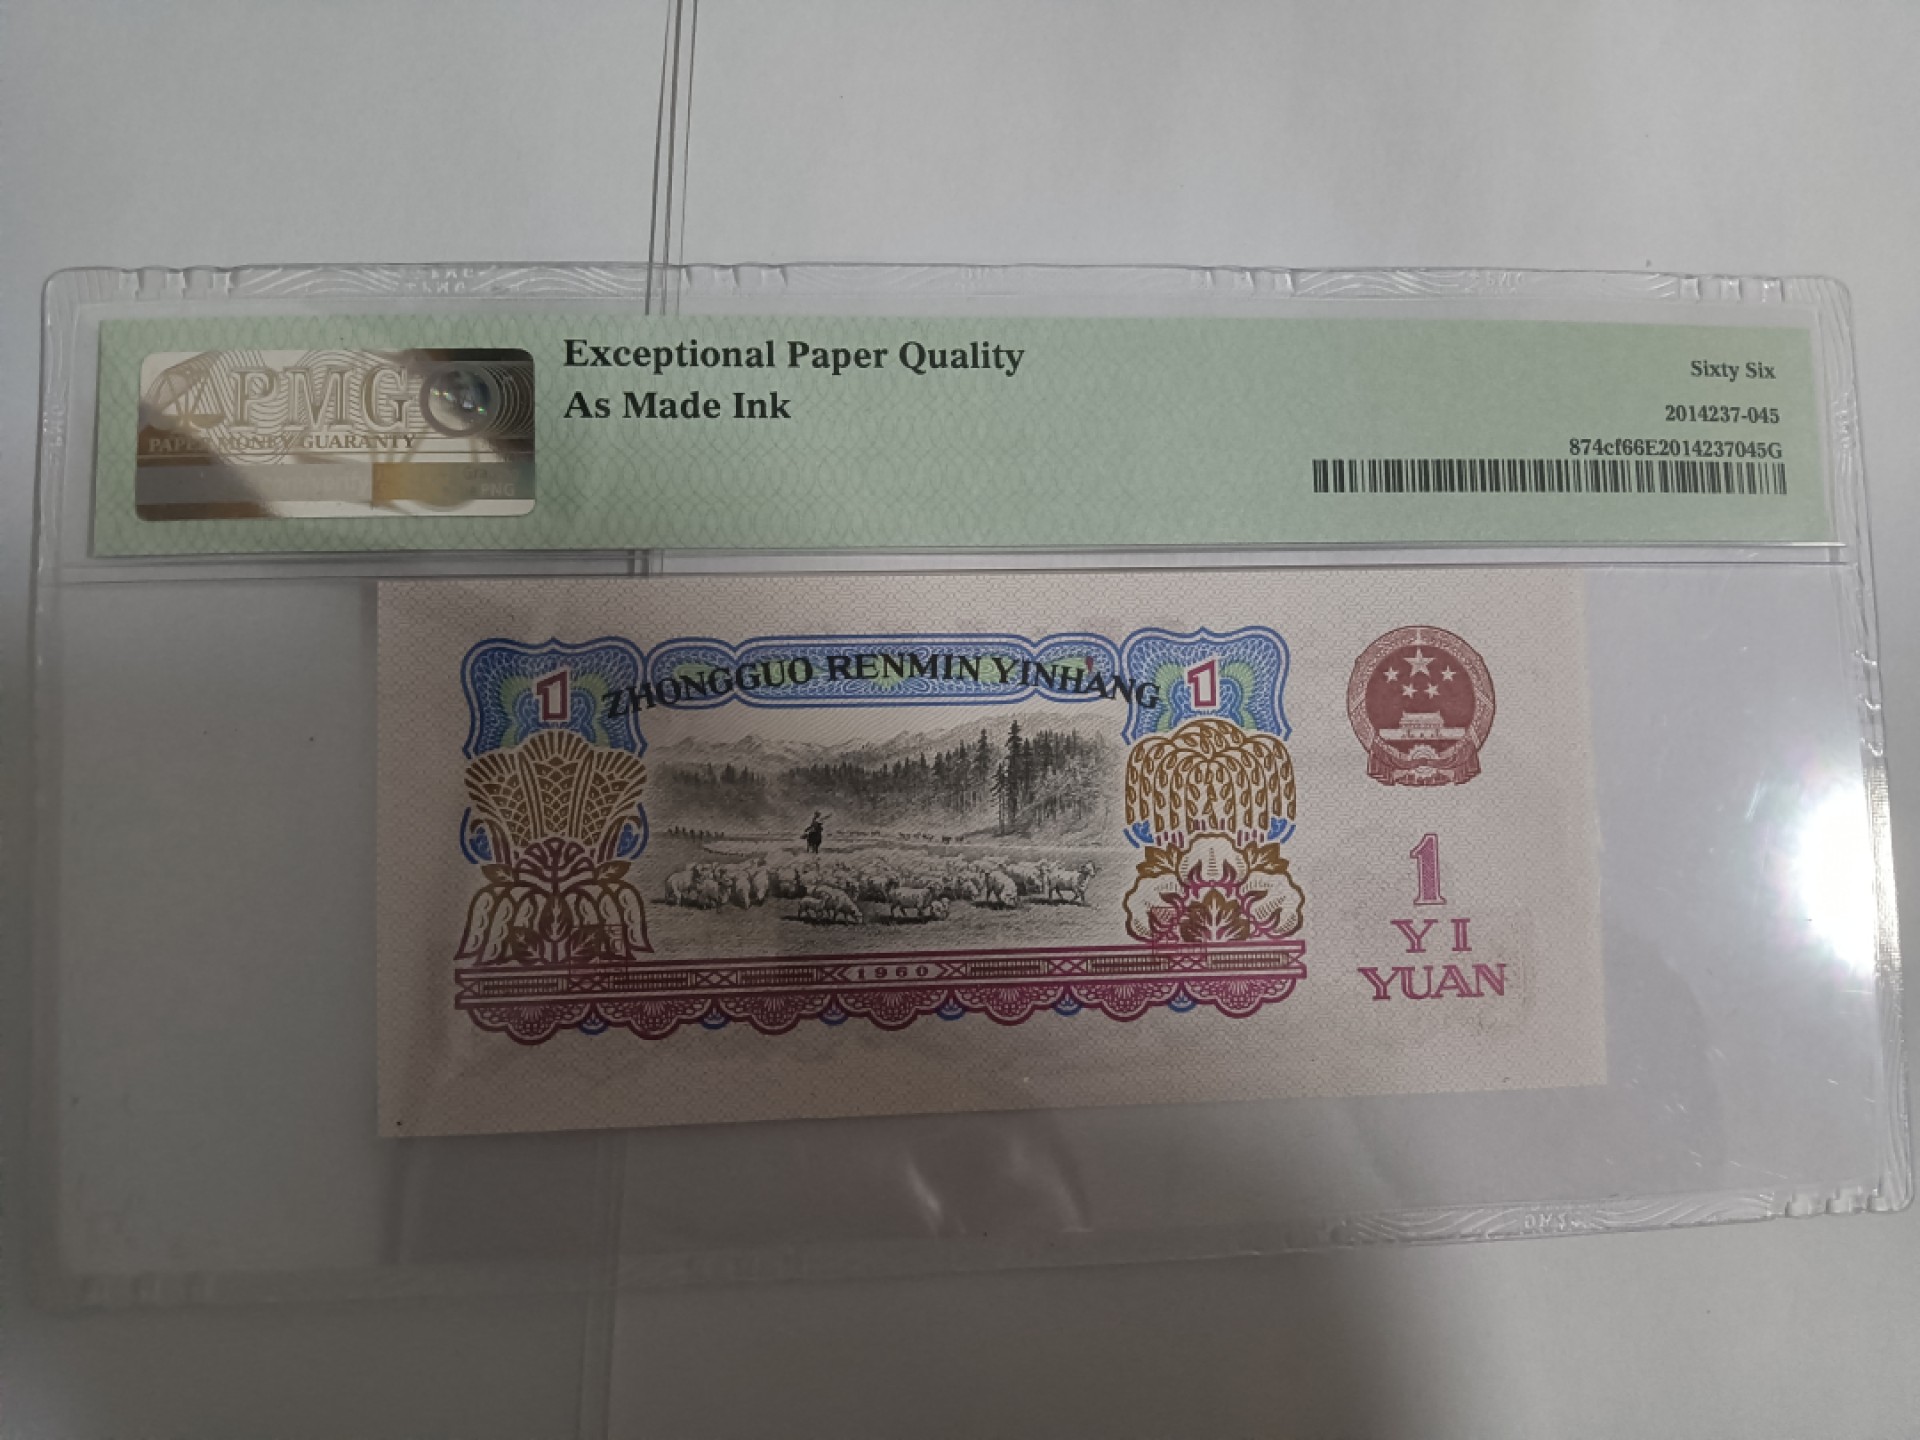 PMG
PAPER MONEY GUARANTY
Exceptional Paper Quality
As Made Ink
Sixty Six
2014237-045
874cf66E2014237045G
ZHONGGUO RENMIN YINHANG
1
1
1
YI
YUAN
1960